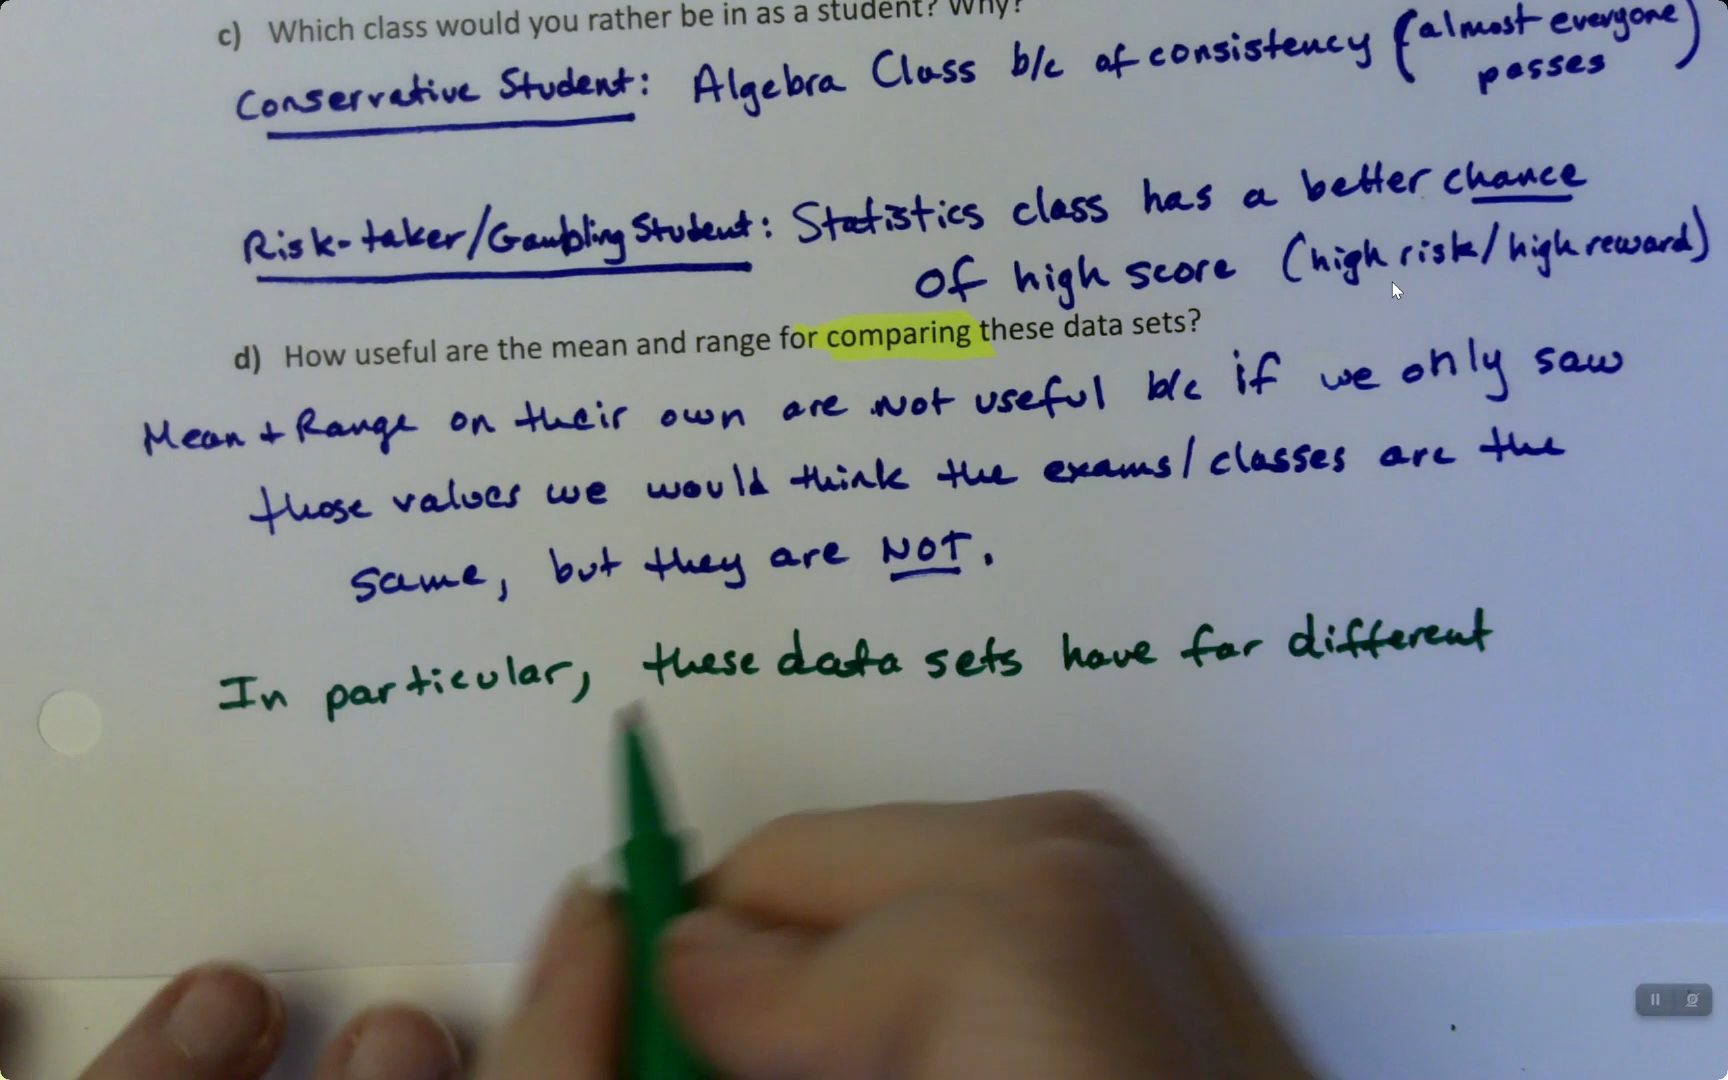 c) Which class would you rather be in as a student? Why?
Conservative Student: Algebra Class b/c of consistency (almost everyone passes)
Risk-taker/Gambling Student: Statistics class has a better chance
of high score (high risk/high reward)
d) How useful are the mean and range for comparing these data sets?
Mean + Range on their own are not useful b/c if we only saw
those values we would think the exams/classes are the
same, but they are NOT.
In particular, these data sets have far different